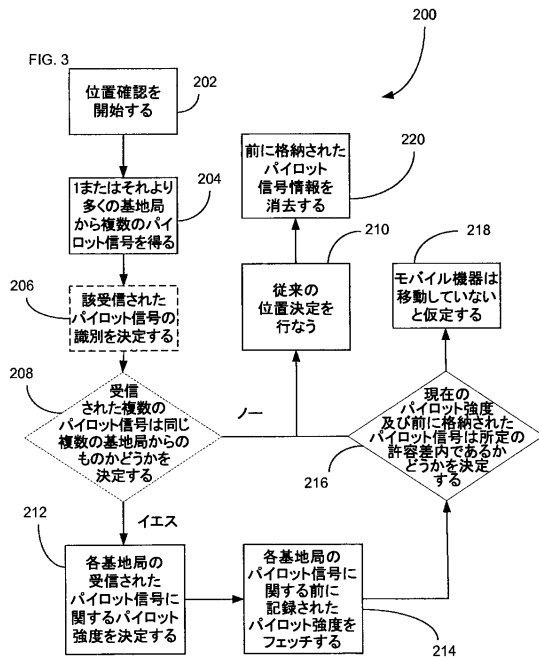 200
FIG. 3
位置確認を
開始する
202
1またはそれより
多くの基地局
から複数のパイ
ロット信号を得る
204
206
該受信された
パイロット信号の
識別を決定する
208
受信
された複数の
パイロット信号は同じ
複数の基地局からの
ものかどうかを
決定する
ノー
イエス
212
各基地局の
受信された
パイロット信号に
関するパイロット
強度を決定する
各基地局の
パイロット信号に
関する前に
記録された
パイロット強度を
フェッチする
214
216
現在の
パイロット強度
及び前に格納された
パイロット信号は所定の
許容差内であるか
どうかを決定
する
218
モバイル機器は
移動していない
と仮定する
210
従来の
位置決定を
行なう
220
前に格納された
パイロット
信号情報を
消去する